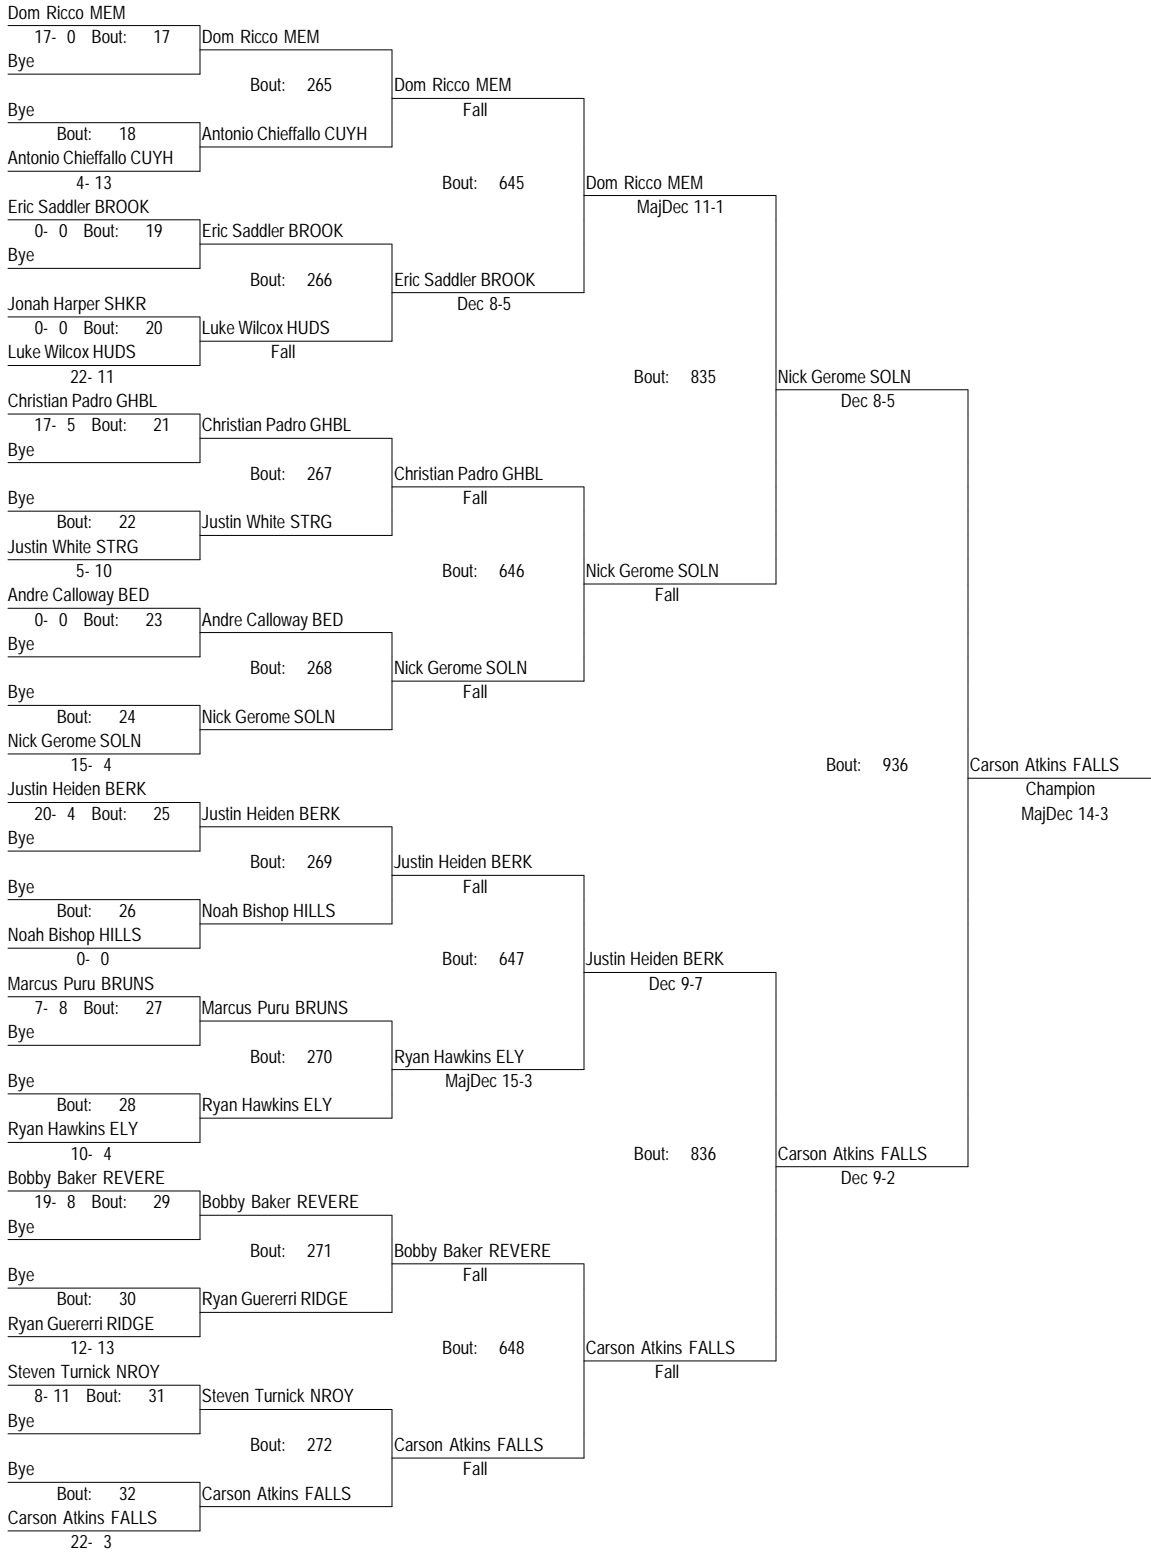 Dom Ricco MEM
17- 0 Bout: 17 Dom Ricco MEM
Bye
Bout: 265 Dom Ricco MEM
Bye Fall
Bout: 18 Antonio Chieffallo CUYH
Antonio Chieffallo CUYH
4- 13 Bout: 645 Dom Ricco MEM
Eric Saddler BROOK MajDec 11-1
0- 0 Bout: 19 Eric Saddler BROOK
Bye
Bout: 266 Eric Saddler BROOK
Jonah Harper SHKR Dec 8-5
0- 0 Bout: 20 Luke Wilcox HUDS
Luke Wilcox HUDS Fall
22- 11 Bout: 835 Nick Gerome SOLN
Christian Padro GHBL Dec 8-5
17- 5 Bout: 21 Christian Padro GHBL
Bye
Bout: 267 Christian Padro GHBL
Bye Fall
Bout: 22 Justin White STRG
Justin White STRG
5- 10 Bout: 646 Nick Gerome SOLN
Andre Calloway BED Fall
0- 0 Bout: 23 Andre Calloway BED
Bye
Bout: 268 Nick Gerome SOLN
Bye Fall
Bout: 24 Nick Gerome SOLN
Nick Gerome SOLN
15- 4 Bout: 936 Carson Atkins FALLS
Justin Heiden BERK Champion
20- 4 Bout: 25 Justin Heiden BERK MajDec 14-3
Bye
Bout: 269 Justin Heiden BERK
Bye Fall
Bout: 26 Noah Bishop HILLS
Noah Bishop HILLS
0- 0 Bout: 647 Justin Heiden BERK
Marcus Puru BRUNS Dec 9-7
7- 8 Bout: 27 Marcus Puru BRUNS
Bye
Bout: 270 Ryan Hawkins ELY
Bye MajDec 15-3
Bout: 28 Ryan Hawkins ELY
Ryan Hawkins ELY
10- 4 Bout: 836 Carson Atkins FALLS
Bobby Baker REVERE Dec 9-2
19- 8 Bout: 29 Bobby Baker REVERE
Bye
Bout: 271 Bobby Baker REVERE
Bye Fall
Bout: 30 Ryan Guererri RIDGE
Ryan Guererri RIDGE
12- 13 Bout: 648 Carson Atkins FALLS
Steven Turnick NROY Fall
8- 11 Bout: 31 Steven Turnick NROY
Bye
Bout: 272 Carson Atkins FALLS
Bye Fall
Bout: 32 Carson Atkins FALLS
Carson Atkins FALLS
22- 3